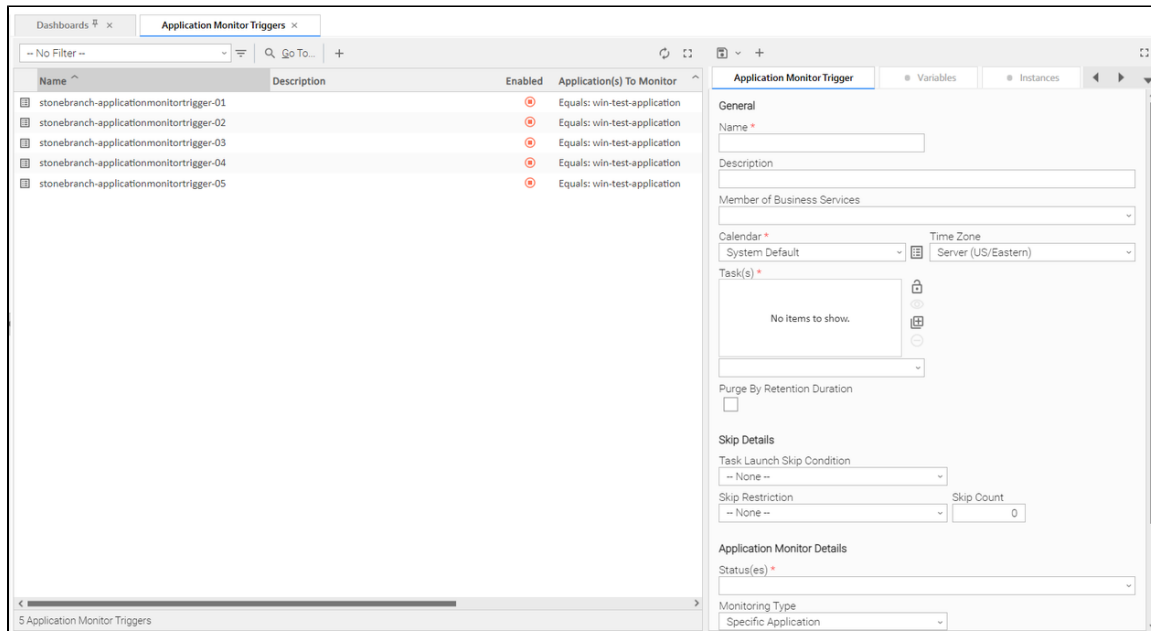 Dashboards
Application Monitor Triggers
-- No Filter --
Go To...
Name Description Enabled Application(s) To Monitor
stonebranch-applicationmonitortrigger-01 Equals: win-test-application
stonebranch-applicationmonitortrigger-02 Equals: win-test-application
stonebranch-applicationmonitortrigger-03 Equals: win-test-application
stonebranch-applicationmonitortrigger-04 Equals: win-test-application
stonebranch-applicationmonitortrigger-05 Equals: win-test-application
5 Application Monitor Triggers
Application Monitor Trigger Variables Instances
General
Name *
Description
Member of Business Services
Calendar * Time Zone
System Default Server (US/Eastern)
Task(s) *
No items to show.
Purge By Retention Duration
Skip Details
Task Launch Skip Condition
-- None --
Skip Restriction Skip Count
-- None -- 0
Application Monitor Details
Status(es) *
Monitoring Type
Specific Application